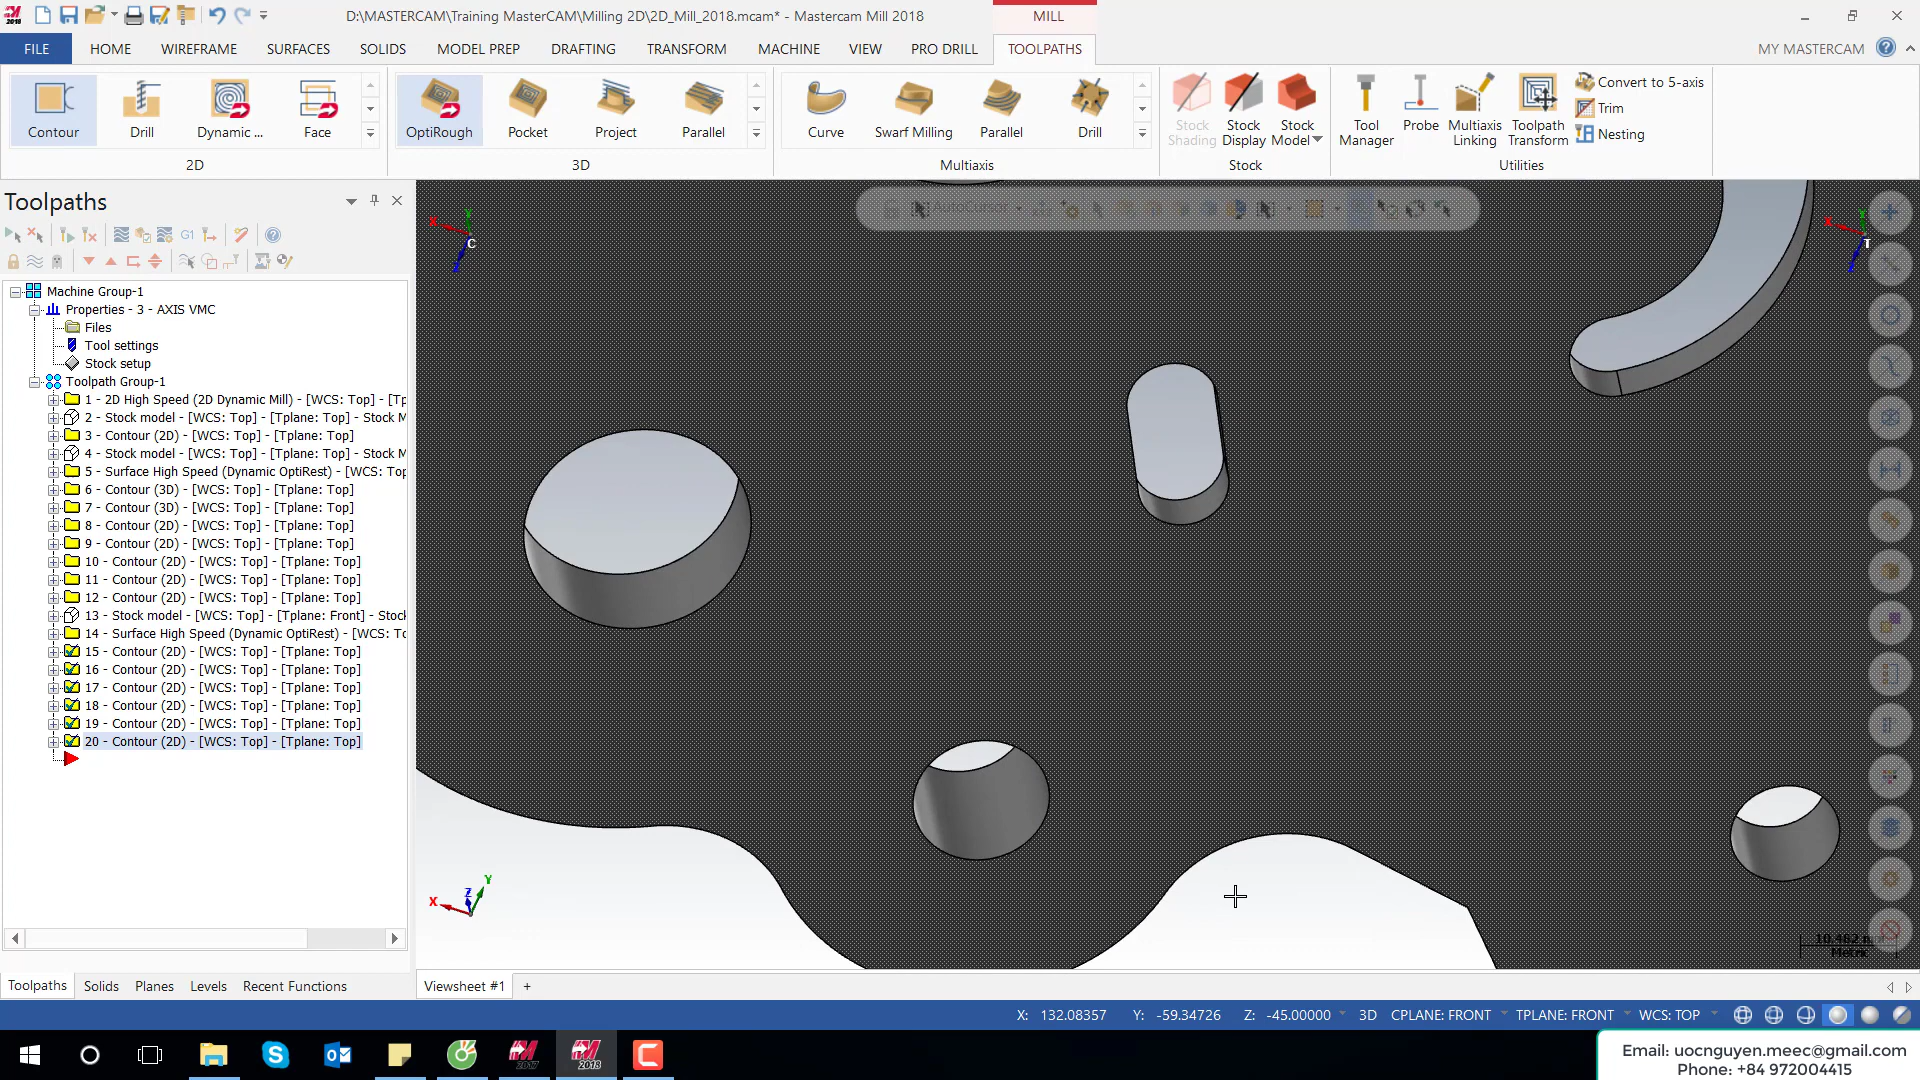 D:\MASTERCAM\Training MasterCAM\Milling 2D\2D_Mill_2018.mcam* - Mastercam Mill 2018
MILL
FILE
HOME
WIREFRAME
SURFACES
SOLIDS
MODEL PREP
DRAFTING
TRANSFORM
MACHINE
VIEW
PRO DRILL
TOOLPATHS
MY MASTERCAM
Contour
Drill
Dynamic ...
Face
OptiRough
Pocket
Project
Parallel
Curve
Swarf Milling
Parallel
Drill
Stock Shading
Stock Display
Stock Model
Tool Manager
Probe
Multiaxis Linking
Toolpath Transform
Convert to 5-axis
Trim
Nesting
2D
3D
Multiaxis
Stock
Utilities
Toolpaths
G1
AutoCursor
Machine Group-1
Properties - 3 - AXIS VMC
Files
Tool settings
Stock setup
Toolpath Group-1
1 - 2D High Speed (2D Dynamic Mill) - [WCS: Top] - [Tp
2 - Stock model - [WCS: Top] - [Tplane: Top] - Stock M
3 - Contour (2D) - [WCS: Top] - [Tplane: Top]
4 - Stock model - [WCS: Top] - [Tplane: Top] - Stock M
5 - Surface High Speed (Dynamic OptiRest) - [WCS: Top
6 - Contour (3D) - [WCS: Top] - [Tplane: Top]
7 - Contour (3D) - [WCS: Top] - [Tplane: Top]
8 - Contour (2D) - [WCS: Top] - [Tplane: Top]
9 - Contour (2D) - [WCS: Top] - [Tplane: Top]
10 - Contour (2D) - [WCS: Top] - [Tplane: Top]
11 - Contour (2D) - [WCS: Top] - [Tplane: Top]
12 - Contour (2D) - [WCS: Top] - [Tplane: Top]
13 - Stock model - [WCS: Top] - [Tplane: Front] - Stock
14 - Surface High Speed (Dynamic OptiRest) - [WCS: To
15 - Contour (2D) - [WCS: Top] - [Tplane: Top]
16 - Contour (2D) - [WCS: Top] - [Tplane: Top]
17 - Contour (2D) - [WCS: Top] - [Tplane: Top]
18 - Contour (2D) - [WCS: Top] - [Tplane: Top]
19 - Contour (2D) - [WCS: Top] - [Tplane: Top]
20 - Contour (2D) - [WCS: Top] - [Tplane: Top]
X Y Z C
X Y T
X Y Z
Metric
Toolpaths
Solids
Planes
Levels
Recent Functions
Viewsheet #1
+
X: 132.08357 Y: -59.34726 Z: -45.00000 3D CPLANE: FRONT TPLANE: FRONT WCS: TOP
2017
2018
Email: uocnguyen.meec@gmail.com
Phone: +84 972004415